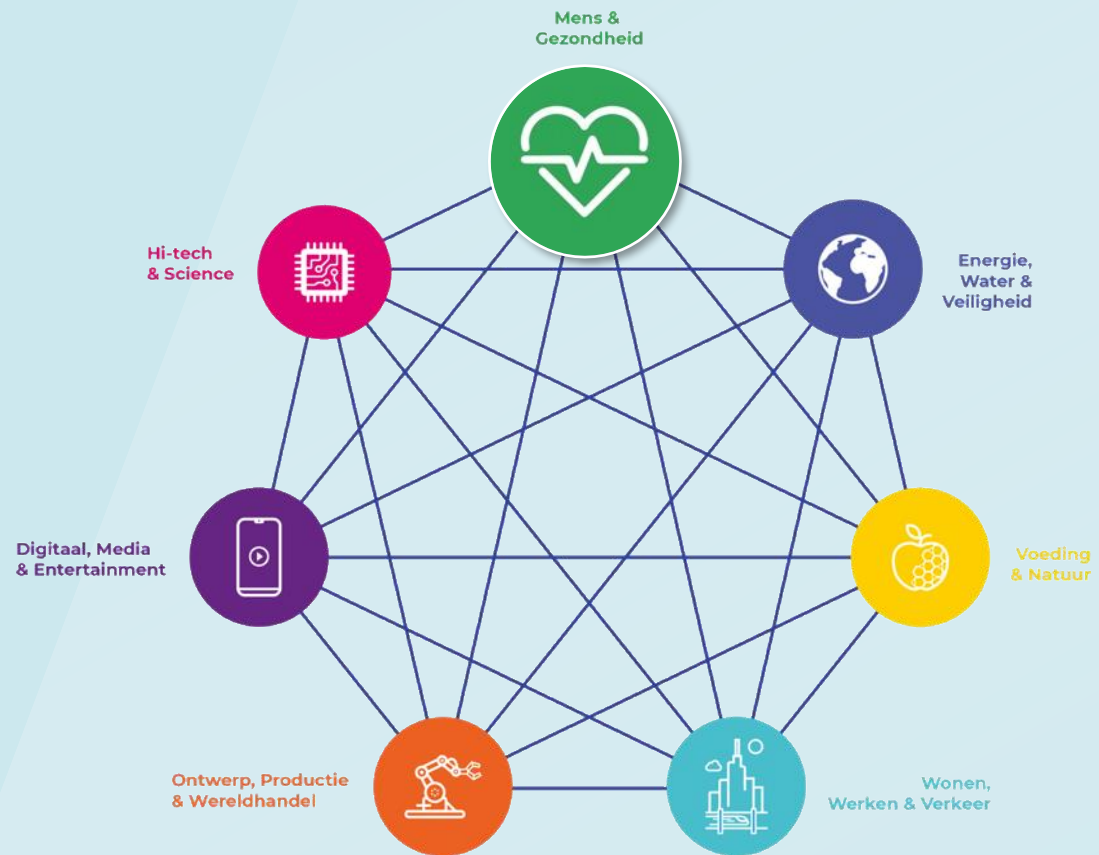 Mens &
Gezondheid
Hi-tech
& Science
Energie,
Water &
Veiligheid
Digitaal, Media
& Entertainment
Voeding
& Natuur
Ontwerp, Productie
& Wereldhandel
Wonen,
Werken & Verkeer